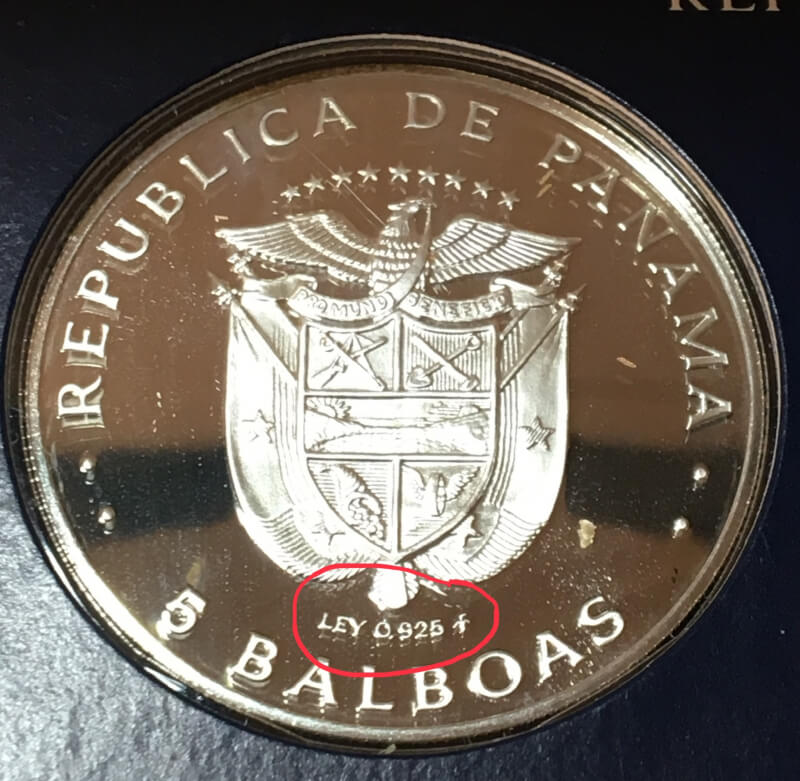 REPUBLICA DE PANAMA
PRO MUNDI BENEFICIO
LEY 0.925
5 BALBOAS